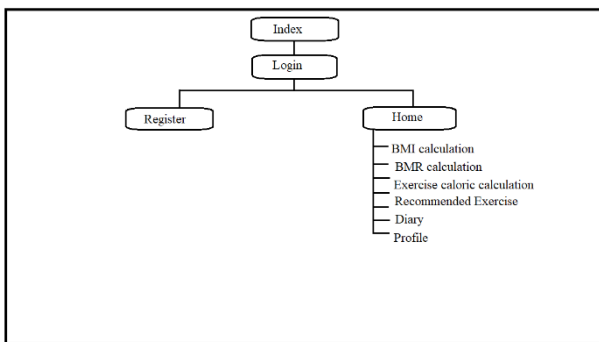 Index
Login
Register
Home
BMI calculation
BMR calculation
Exercise caloric calculation
Recommended Exercise
Diary
Profile